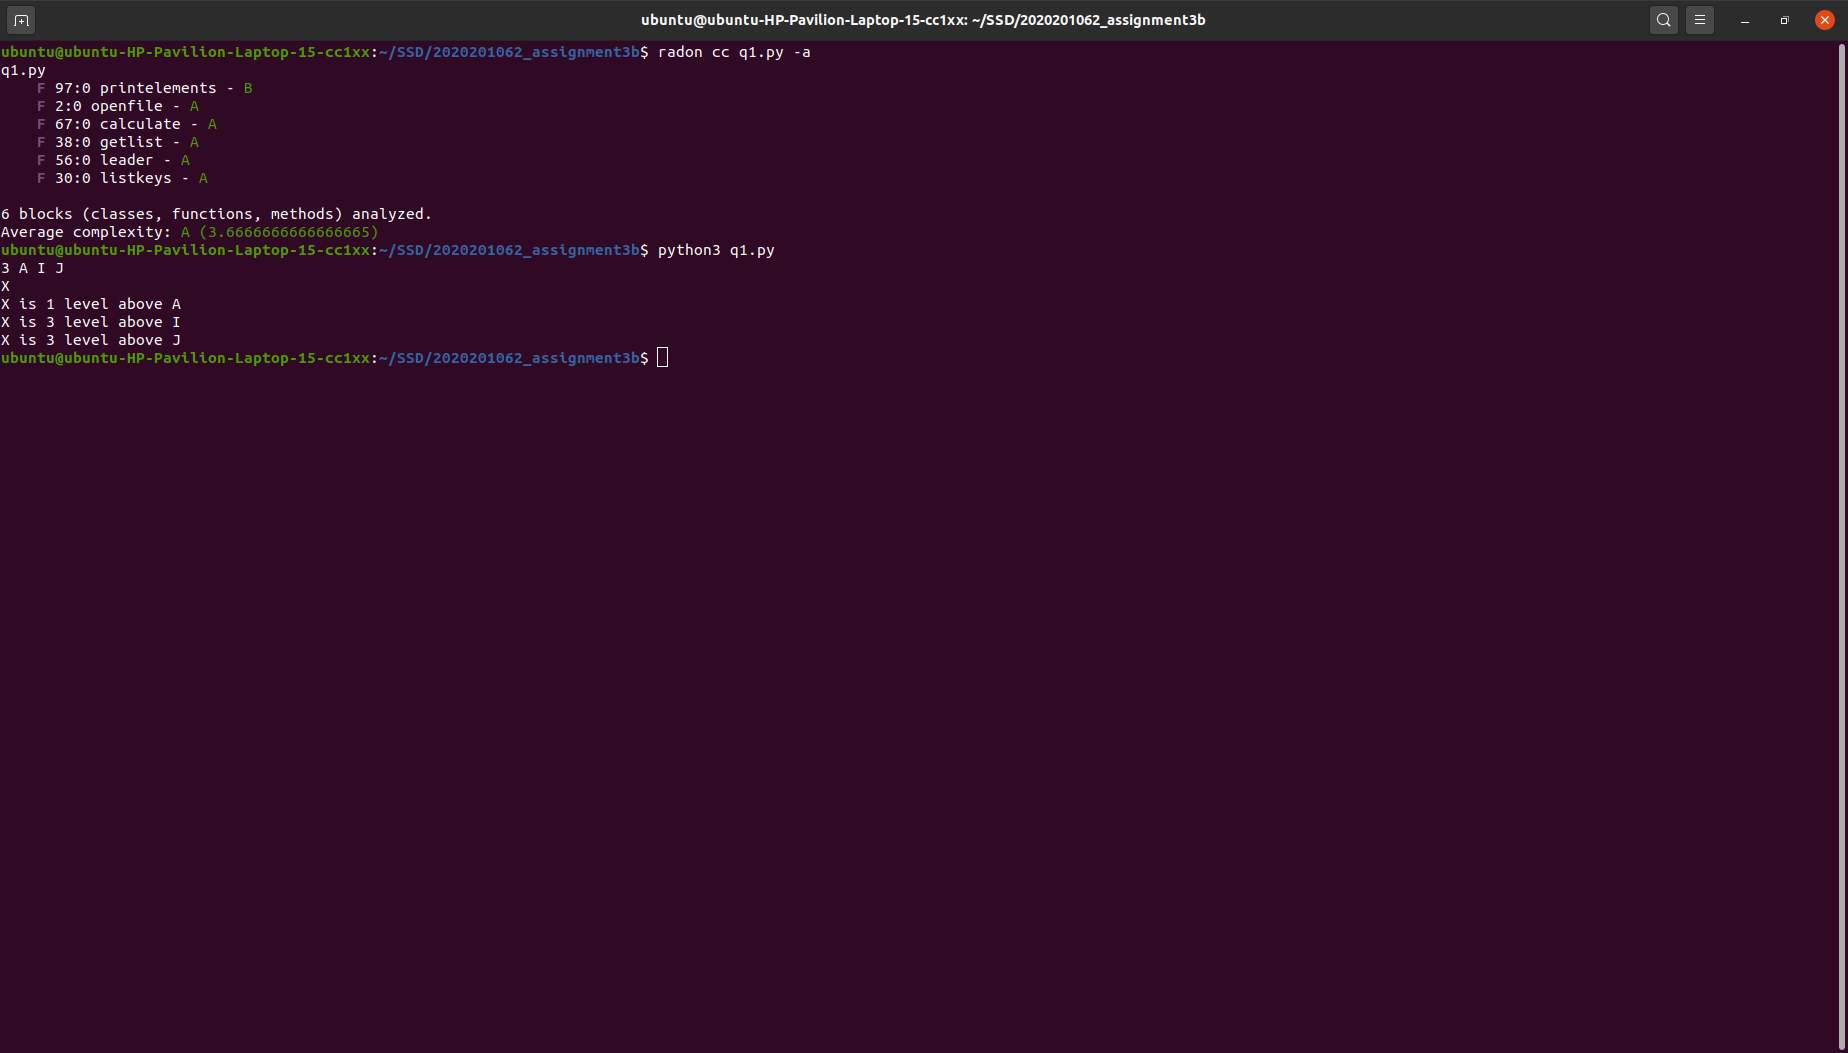 ubuntu@ubuntu-HP-Pavilion-Laptop-15-cc1xx: ~/SSD/2020201062_assignment3b
ubuntu@ubuntu-HP-Pavilion-Laptop-15-cc1xx:~/SSD/2020201062_assignment3b$ radon cc q1.py -a
q1.py
    F 97:0 printelements - B
    F 2:0 openfile - A
    F 67:0 calculate - A
    F 38:0 getlist - A
    F 56:0 leader - A
    F 30:0 listkeys - A

6 blocks (classes, functions, methods) analyzed.
Average complexity: A (3.6666666666666665)
ubuntu@ubuntu-HP-Pavilion-Laptop-15-cc1xx:~/SSD/2020201062_assignment3b$ python3 q1.py
3 A I J
X
X is 1 level above A
X is 3 level above I
X is 3 level above J
ubuntu@ubuntu-HP-Pavilion-Laptop-15-cc1xx:~/SSD/2020201062_assignment3b$